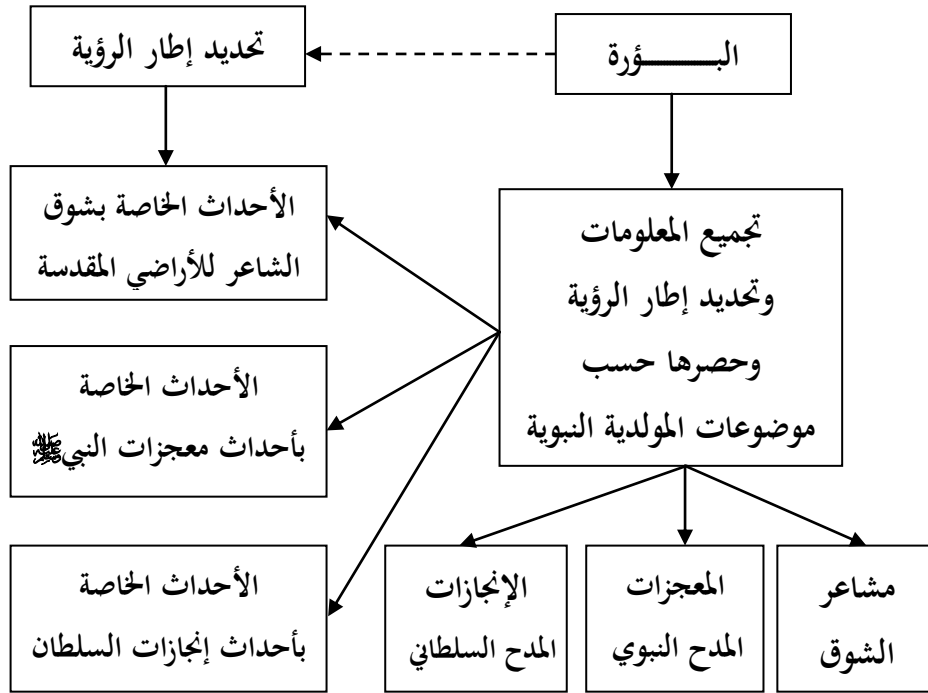 البـــــــؤرة
تحديد إطار الرؤية
تجميع المعلومات
وتحديد إطار الرؤية
وحصرها حسب
موضوعات المولدية النبوية
الأحداث الخاصة بشوق
الشاعر للأراضي المقدسة
الأحداث الخاصة
بأحداث معجزات النبيﷺ
الأحداث الخاصة
بأحداث إنجازات السلطان
مشاعر
الشوق
المعجزات
المدح النبوي
الإنجازات
المدح السلطاني